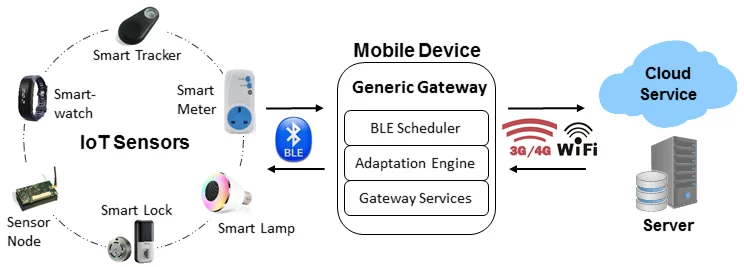 Smart Tracker
Smart-
watch
Smart
Meter
IoT Sensors
Sensor
Node
Smart Lock
Smart Lamp
BLE
Mobile Device
Generic Gateway
BLE Scheduler
Adaptation Engine
Gateway Services
3G/4G
WiFi
Cloud
Service
Server